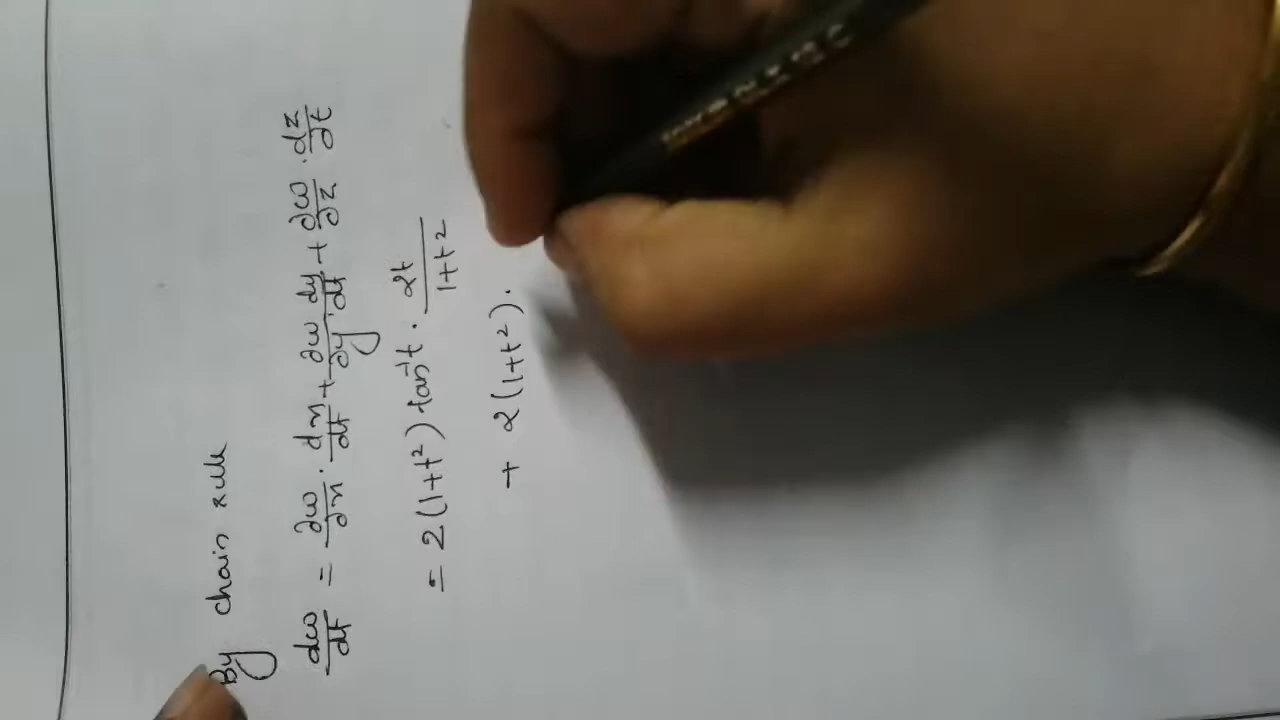 By chain rule
dw/dt = ∂w/∂x · dx/dt + ∂w/∂y · dy/dt + ∂w/∂z · dz/dt
= 2(1+t²) tan⁻¹t · 2t/1+t²
+ 2(1+t²) ·